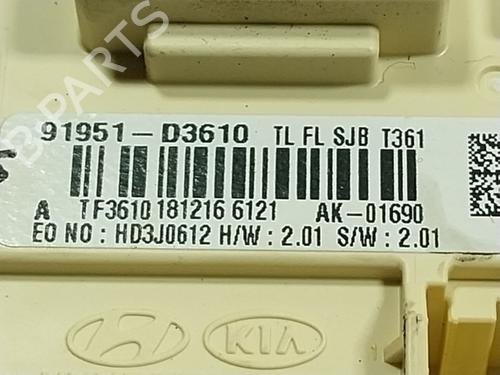 B-PARTS
91951-D3610 TL FL SJB T361
A TF3610 181216 6121 AK-01690
EO NO : HD3J0612 H/W : 2.01 S/W : 2.01
KIA